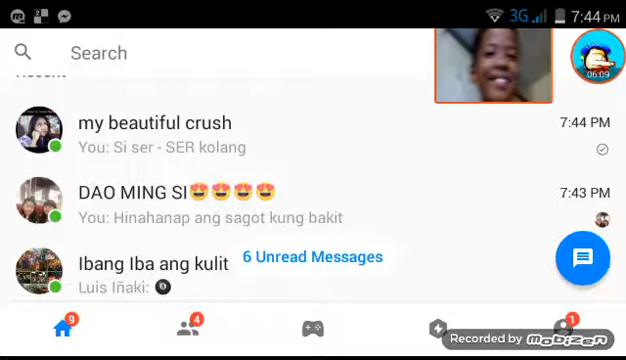 3G 7:44 PM
Search
06:09
my beautiful crush 7:44 PM
You: Si ser - SER kolang
DAO MING SI😍😍😍😍 7:43 PM
You: Hinahanap ang sagot kung bakit
Ibang Iba ang kulit
6 Unread Messages
Luis Iñaki: 🎱
9 4 1
Recorded by MOBIZEN